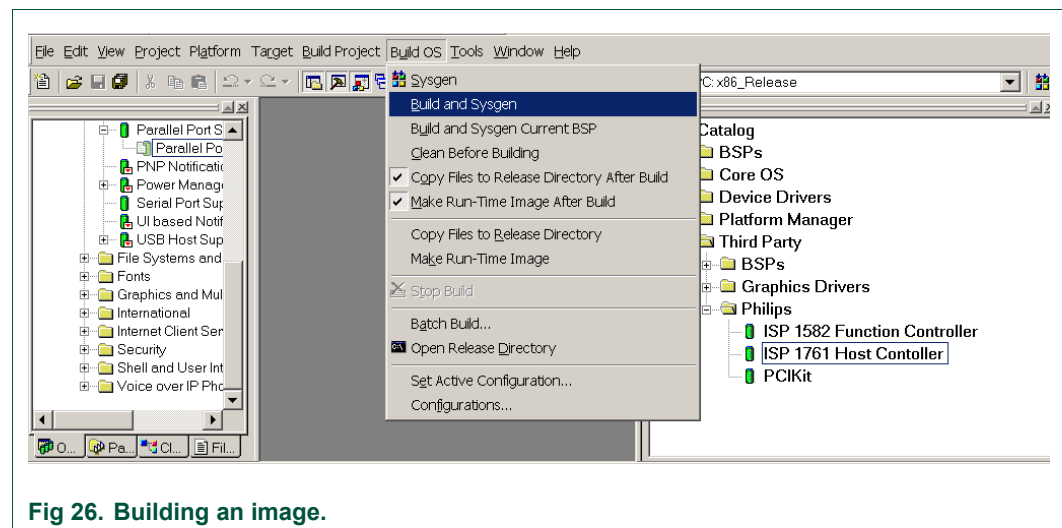 File Edit View Project Platform Target Build Project Build OS Tools Window Help
PC: x86_Release
Parallel Port S
Parallel Po
PNP Notificatio
Power Manage
Serial Port Sup
UI based Notif
USB Host Sup
File Systems and
Fonts
Graphics and Mul
International
Internet Client Ser
Security
Shell and User Int
Voice over IP Pho
O... Pa... Cl... Fil...
Sysgen
Build and Sysgen
Build and Sysgen Current BSP
Clean Before Building
Copy Files to Release Directory After Build
Make Run-Time Image After Build
Copy Files to Release Directory
Make Run-Time Image
Stop Build
Batch Build...
Open Release Directory
Set Active Configuration...
Configurations...
Catalog
BSPs
Core OS
Device Drivers
Platform Manager
Third Party
BSPs
Graphics Drivers
Philips
ISP 1582 Function Controller
ISP 1761 Host Contoller
PCIKit
Fig 26. Building an image.